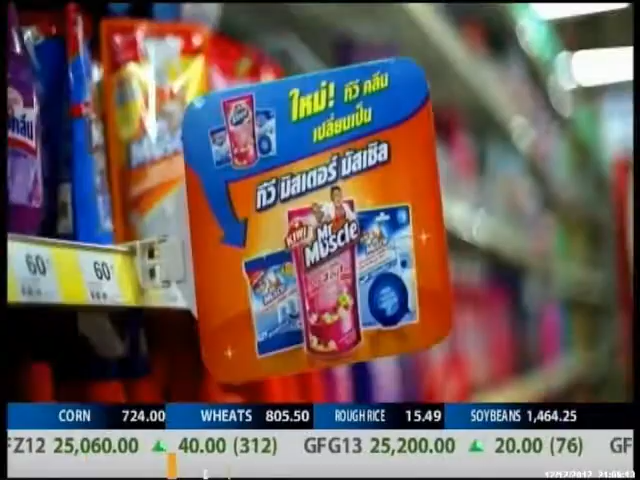 ใหม่! กีวี คลีน
เปลี่ยนเป็น
กีวี มิสเตอร์ มัสเซิล
KIWI
Mr Muscle
60
60
CORN 724.00 WHEATS 805.50 ROUGH RICE 15.49 SOYBEANS 1,464.25
FZ12 25,060.00 40.00 (312) GFG13 25,200.00 20.00 (76) GF